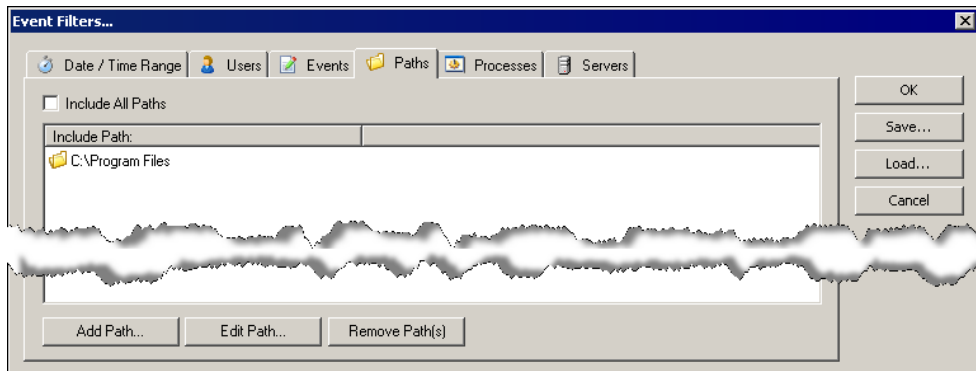 Event Filters...
Date / Time Range Users Events Paths Processes Servers
Include All Paths
Include Path:
C:\Program Files
Add Path... Edit Path... Remove Path(s)
OK
Save...
Load...
Cancel